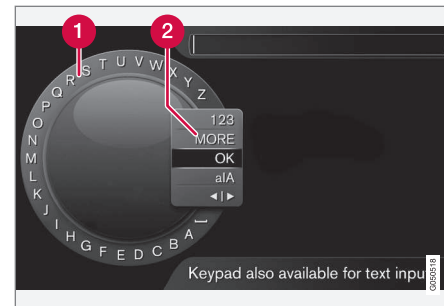 1
2
A B C D E F G H I J K L M N O P Q R S T U V W X Y Z
123
MORE
OK
a|A
◄|►
Keypad also available for text inpu
G050518